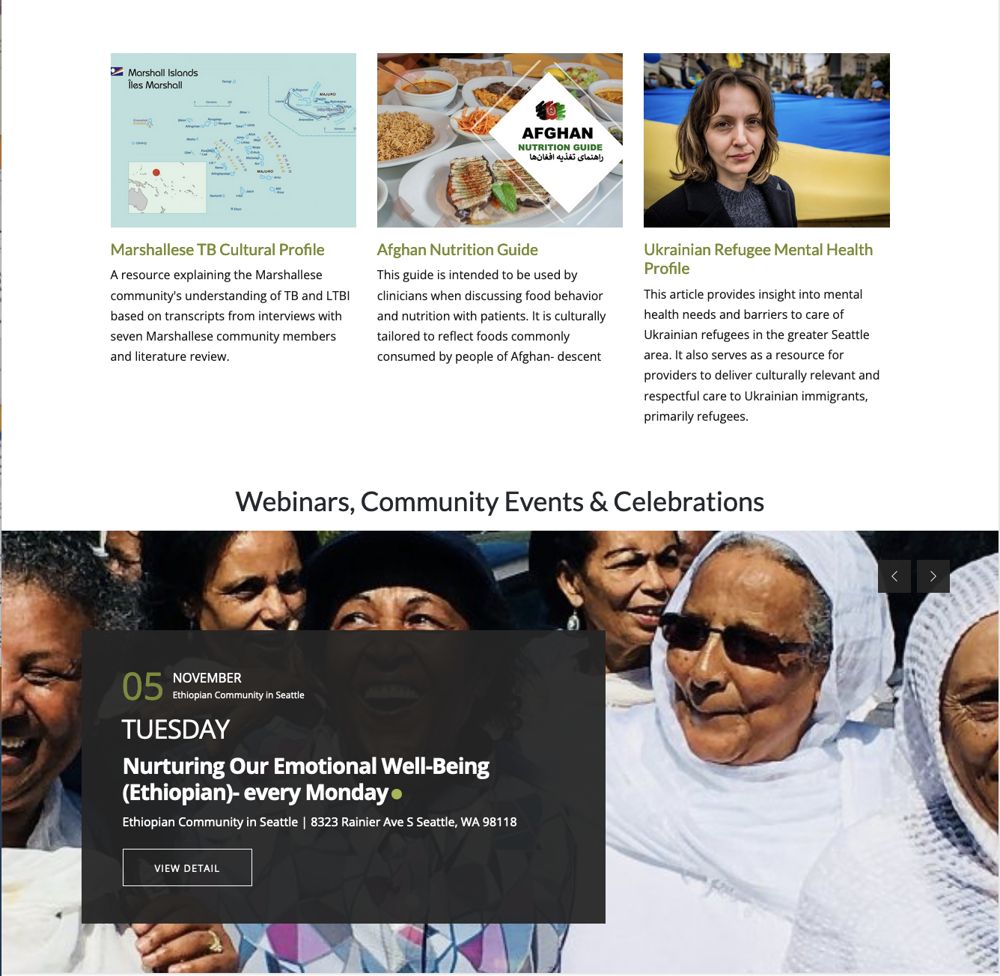 Marshall Islands
Îles Marshall
MAJURO
RATAK CHAIN
RALIK CHAIN
MAJURO
AFGHAN
NUTRITION GUIDE
راهنمای تغذیه افغان‌ها
Marshallese TB Cultural Profile
A resource explaining the Marshallese
community's understanding of TB and LTBI
based on transcripts from interviews with
seven Marshallese community members
and literature review.
Afghan Nutrition Guide
This guide is intended to be used by
clinicians when discussing food behavior
and nutrition with patients. It is culturally
tailored to reflect foods commonly
consumed by people of Afghan- descent
Ukrainian Refugee Mental Health
Profile
This article provides insight into mental
health needs and barriers to care of
Ukrainian refugees in the greater Seattle
area. It also serves as a resource for
providers to deliver culturally relevant and
respectful care to Ukrainian immigrants,
primarily refugees.
Webinars, Community Events & Celebrations
05 NOVEMBER
Ethiopian Community in Seattle
TUESDAY
Nurturing Our Emotional Well-Being
(Ethiopian)- every Monday
Ethiopian Community in Seattle | 8323 Rainier Ave S Seattle, WA 98118
VIEW DETAIL